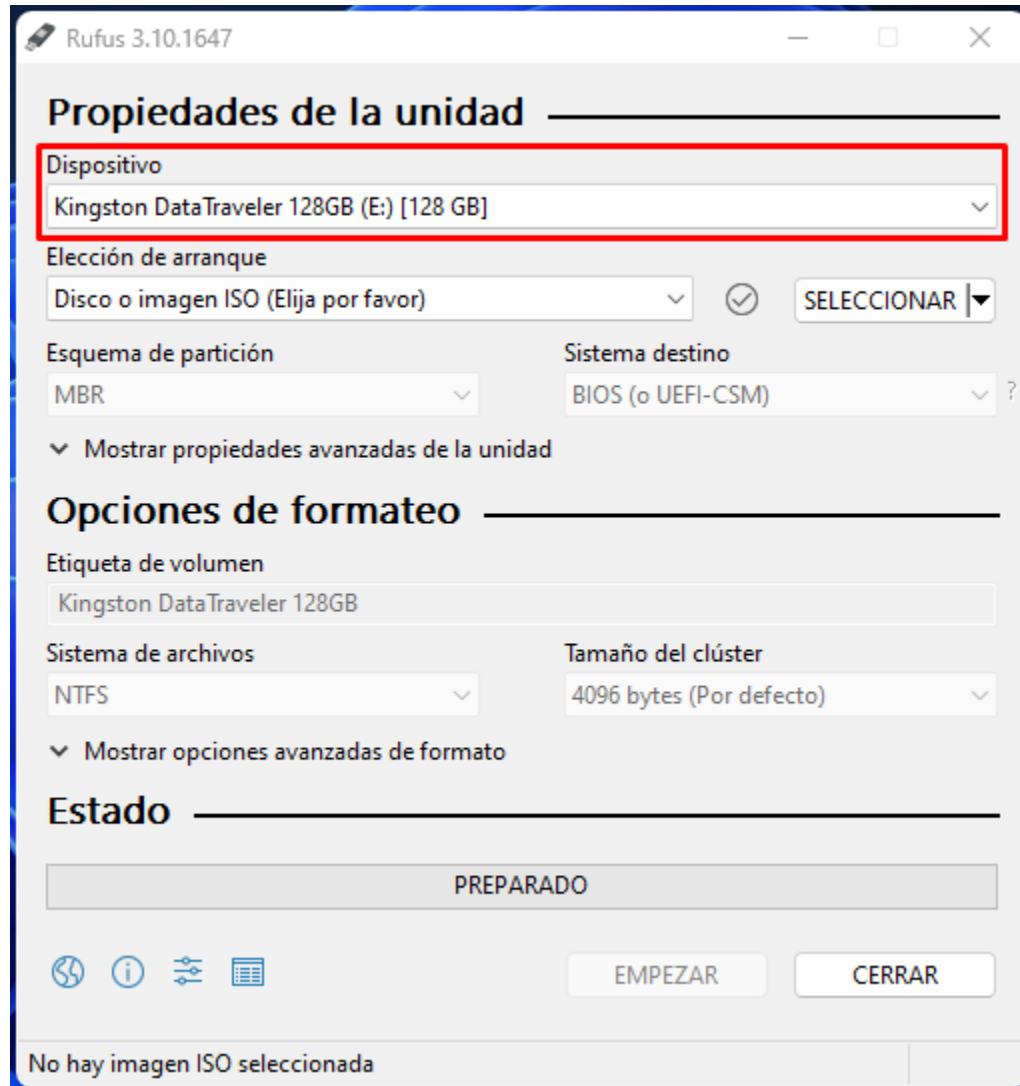 Rufus 3.10.1647
Propiedades de la unidad
Dispositivo
Kingston DataTraveler 128GB (E:) [128 GB]
Elección de arranque
Disco o imagen ISO (Elija por favor)
SELECCIONAR
Esquema de partición
Sistema destino
MBR
BIOS (o UEFI-CSM)
?
Mostrar propiedades avanzadas de la unidad
Opciones de formateo
Etiqueta de volumen
Kingston DataTraveler 128GB
Sistema de archivos
Tamaño del clúster
NTFS
4096 bytes (Por defecto)
Mostrar opciones avanzadas de formato
Estado
PREPARADO
EMPEZAR
CERRAR
No hay imagen ISO seleccionada